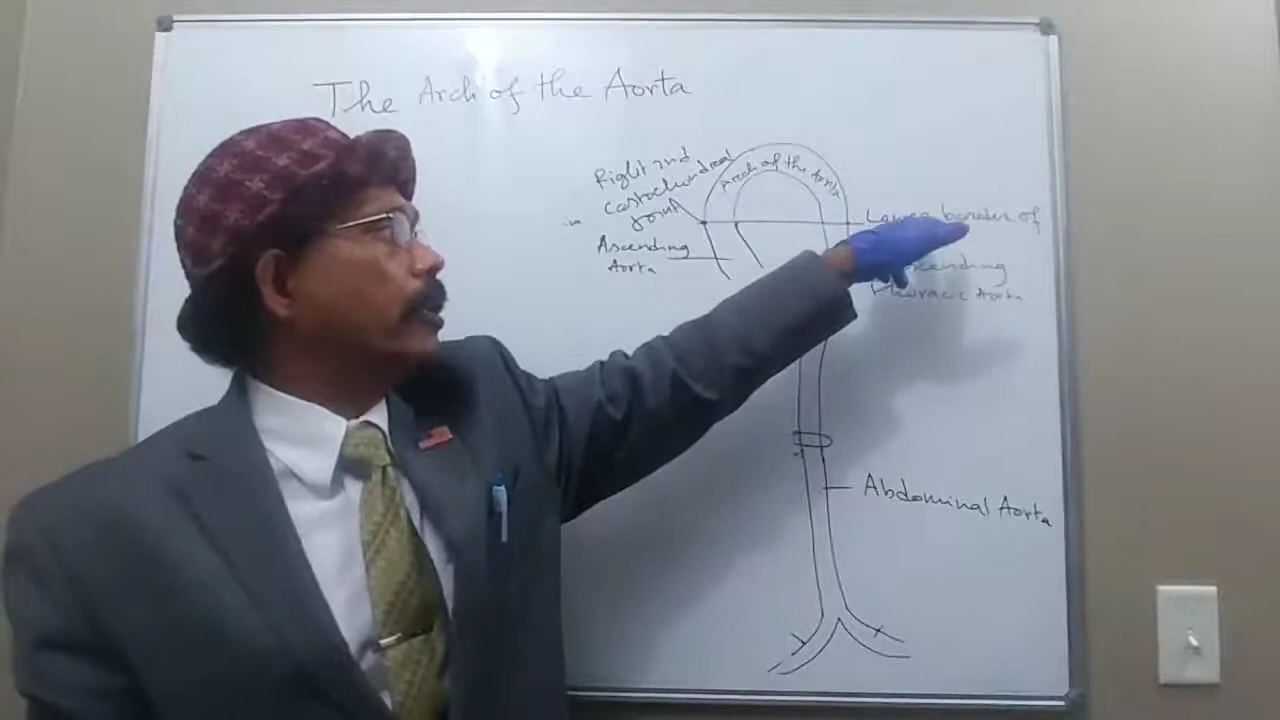 The Arch of the Aorta
Right 2nd
Costochondral
Joint
Arch of the Aorta
Ascending
Aorta
Lower border of
Thoracic Aorta
Abdominal Aorta